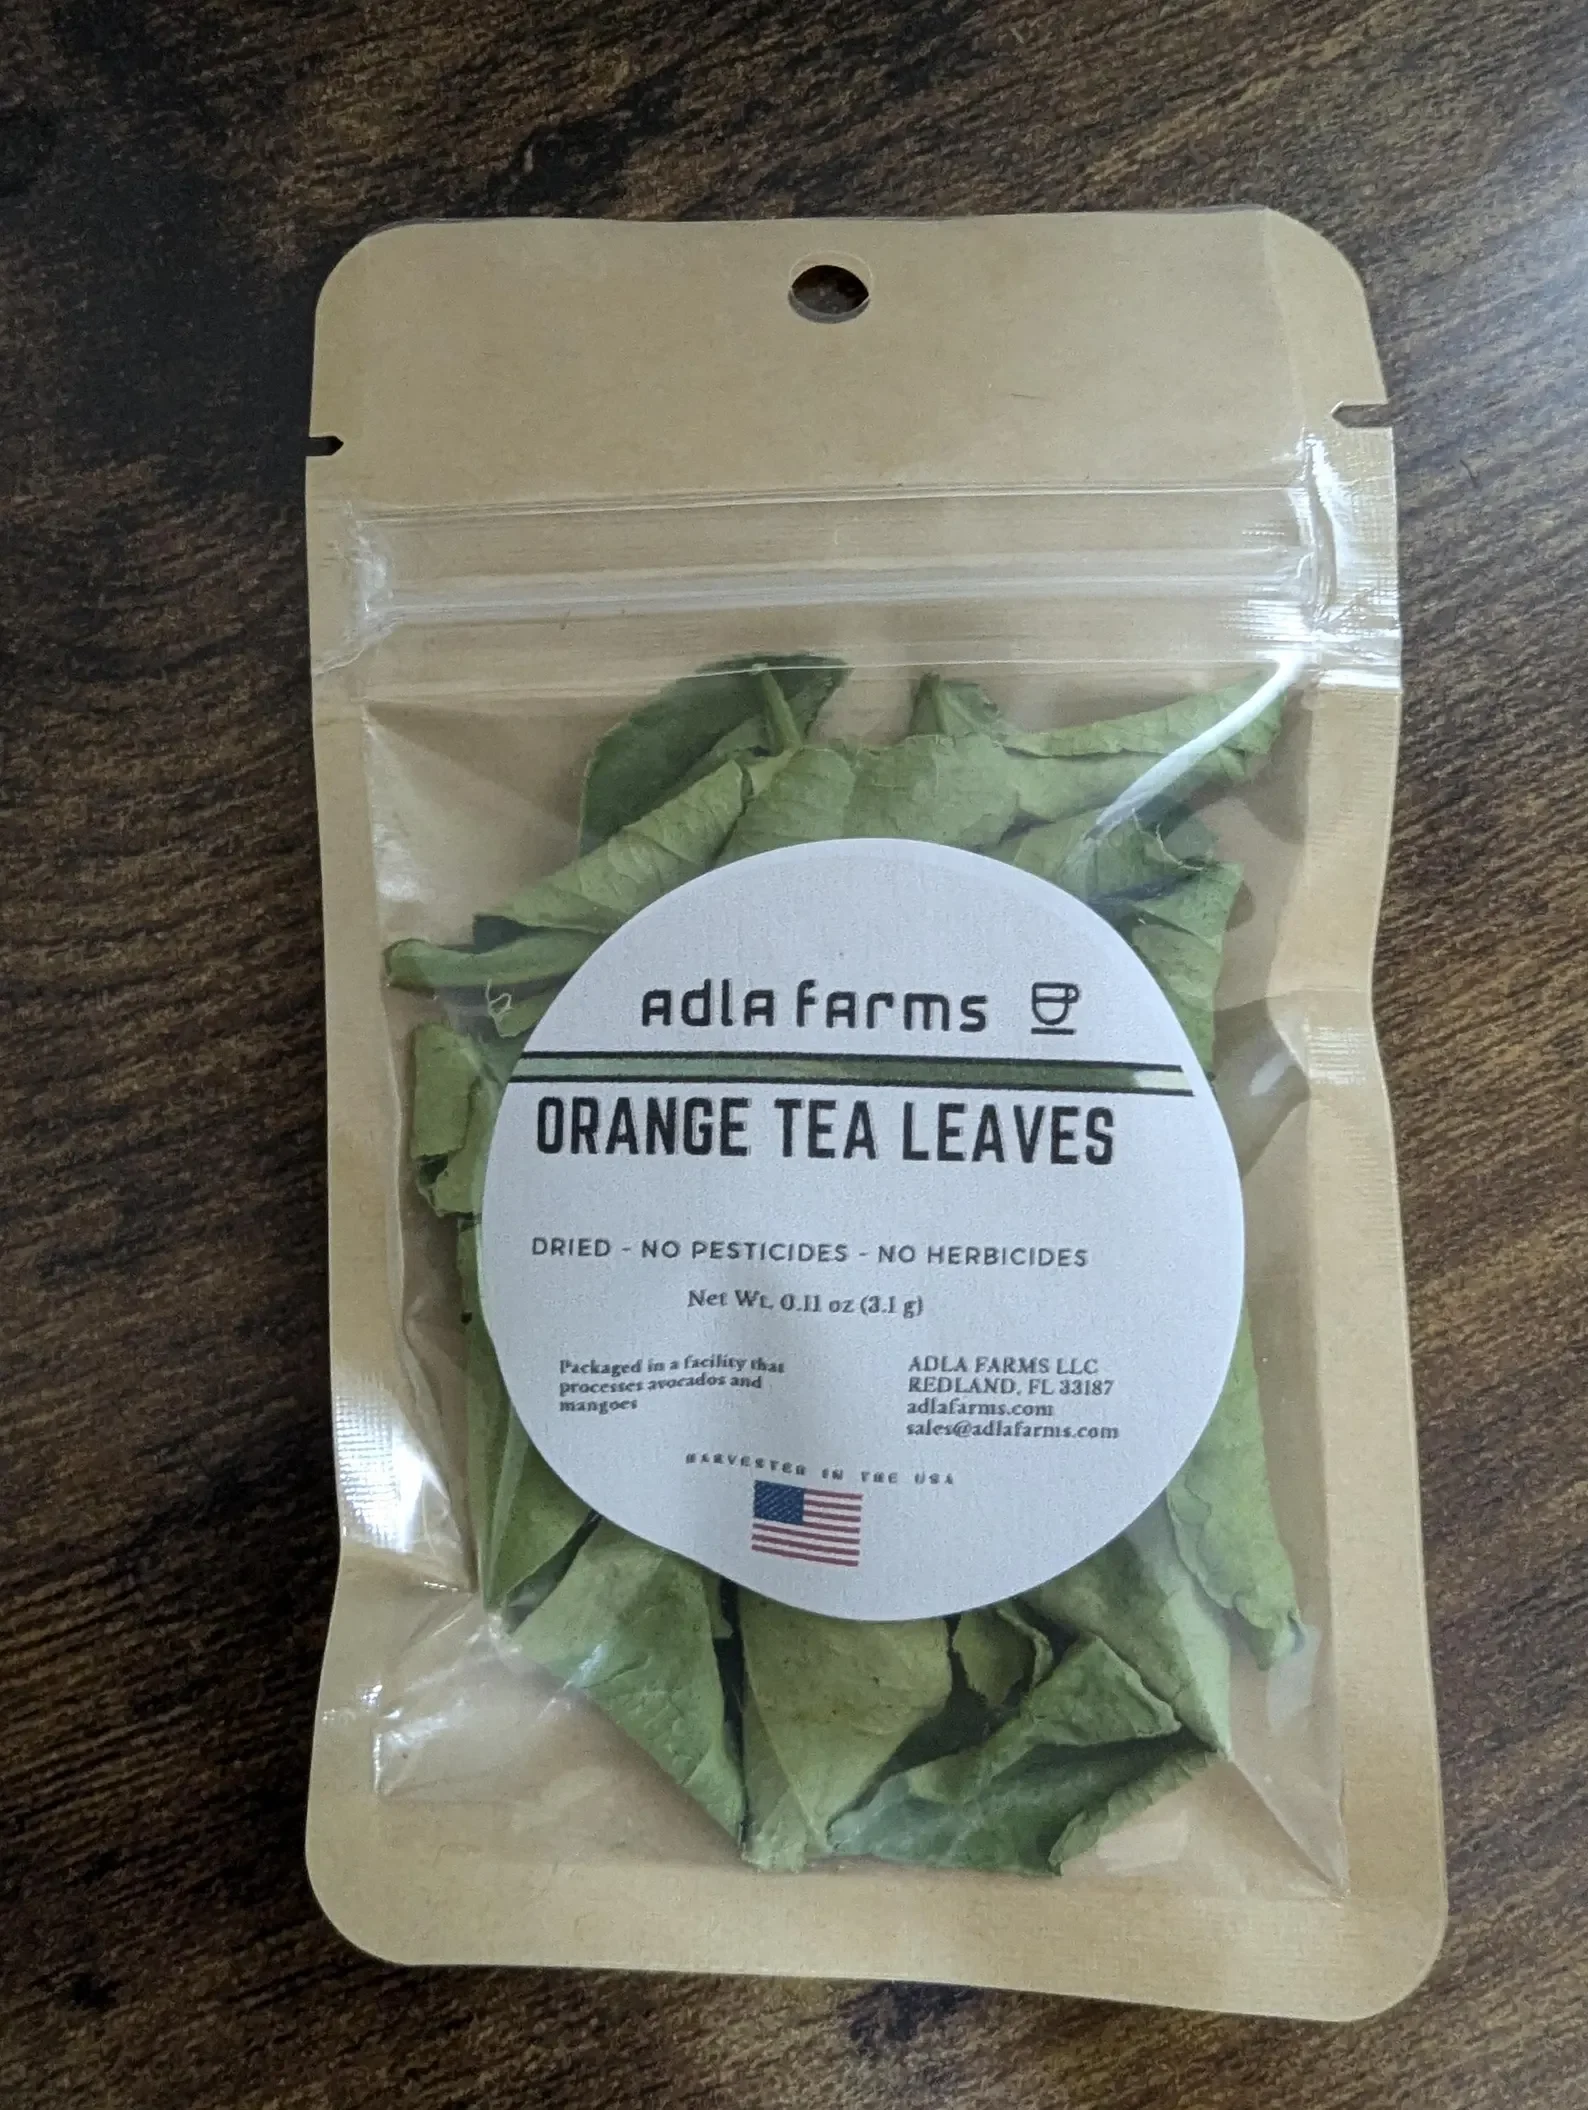 adla farms
ORANGE TEA LEAVES
DRIED - NO PESTICIDES - NO HERBICIDES
Net Wt. 0.11 oz (3.1 g)
Packaged in a facility that
processes avocados and
mangoes
ADLA FARMS LLC
REDLAND, FL 33187
adlafarms.com
sales@adlafarms.com
HARVESTED IN THE USA